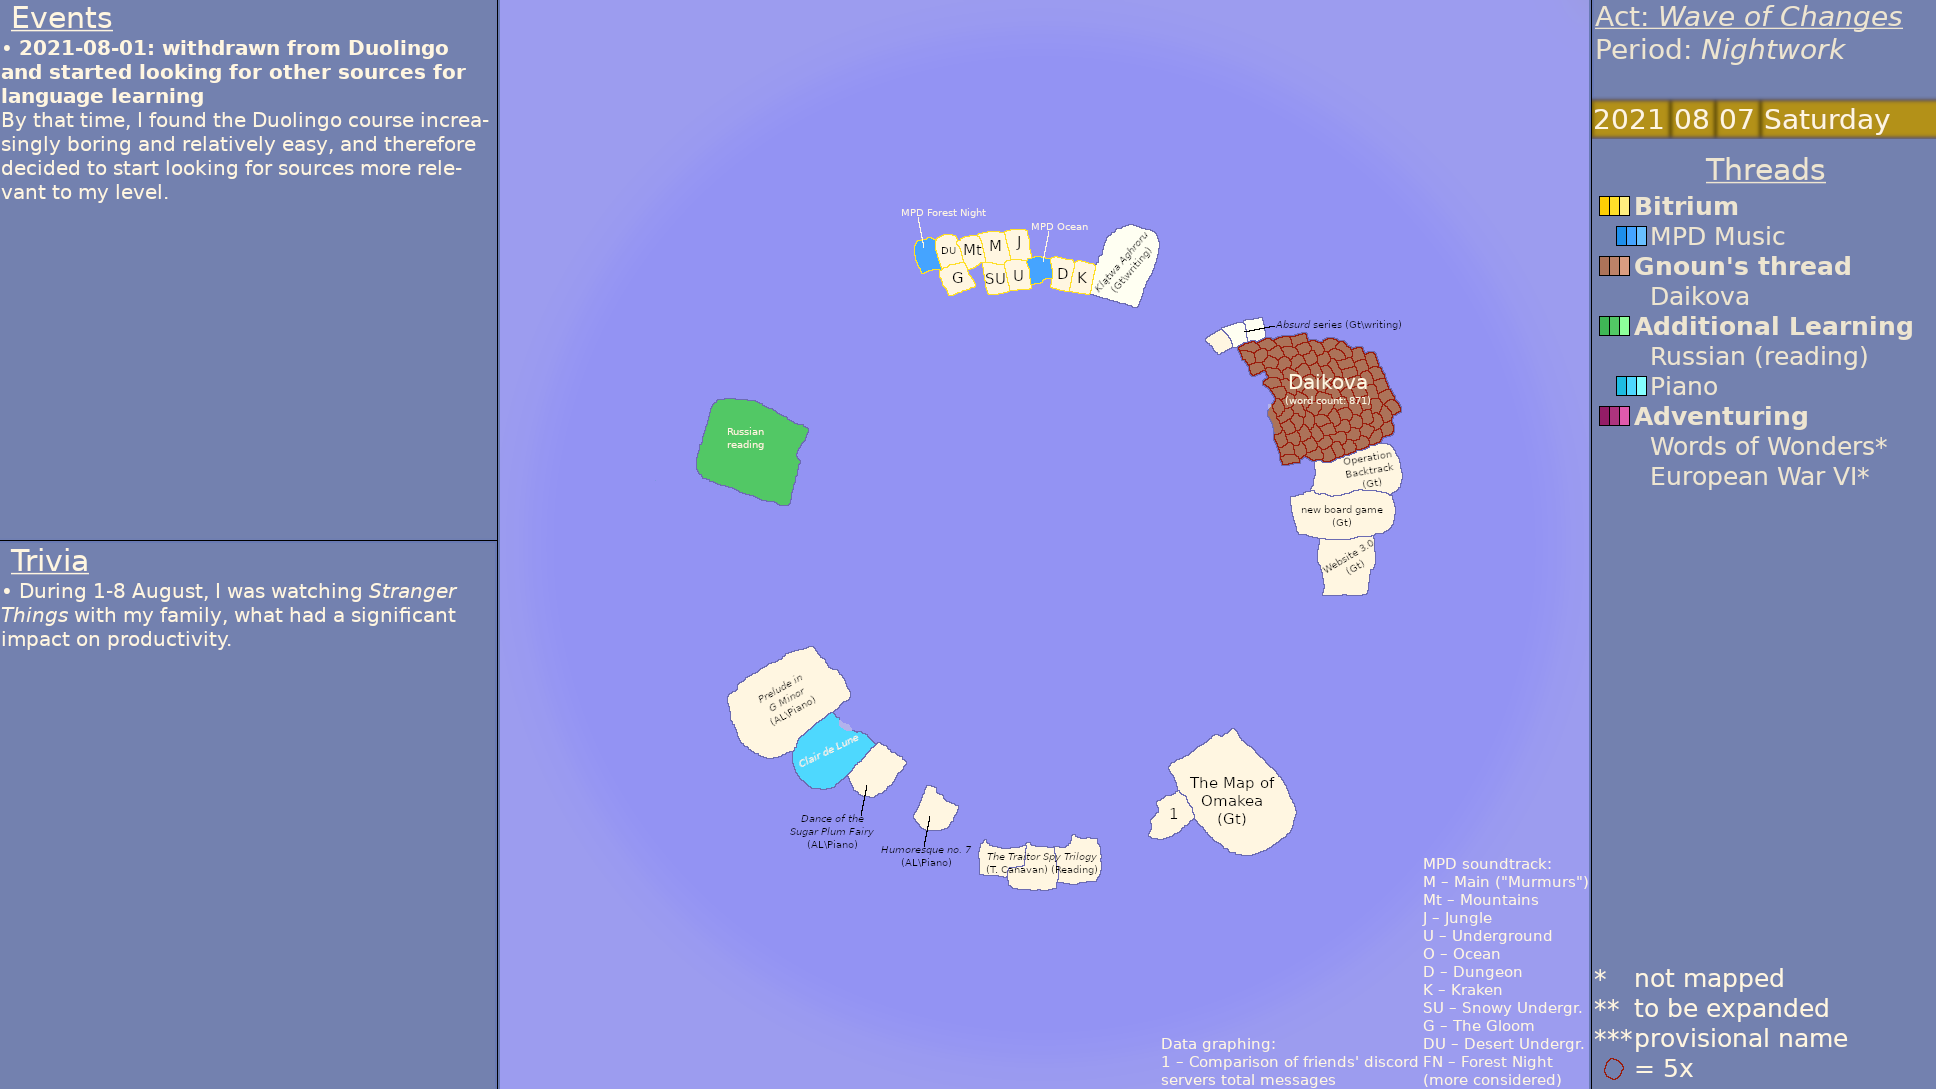 Events
• 2021-08-01: withdrawn from Duolingo
and started looking for other sources for
language learning
By that time, I found the Duolingo course increa-
singly boring and relatively easy, and therefore
decided to start looking for sources more rele-
vant to my level.
Trivia
• During 1-8 August, I was watching Stranger
Things with my family, what had a significant
impact on productivity.
MPD Forest Night
MPD Ocean
DU
Mt
M
J
G
SU
U
D
K
Klątwa Aghroru
(Gt\writing)
Absurd series (Gt\writing)
Daikova
(word count: 871)
Operation
Backtrack
(Gt)
new board game
(Gt)
Website 3.0
(Gt)
Russian
reading
Prelude in
G Minor
(AL\Piano)
Clair de Lune
Dance of the
Sugar Plum Fairy
(AL\Piano)
Humoresque no. 7
(AL\Piano)
The Traitor Spy Trilogy
(T. Canavan) (Reading)
The Map of
Omakea
(Gt)
1
Data graphing:
1 – Comparison of friends' discord
servers total messages
MPD soundtrack:
M – Main ("Murmurs")
Mt – Mountains
J – Jungle
U – Underground
O – Ocean
D – Dungeon
K – Kraken
SU – Snowy Undergr.
G – The Gloom
DU – Desert Undergr.
FN – Forest Night
(more considered)
Act: Wave of Changes
Period: Nightwork
2021 08 07 Saturday
Threads
Bitrium
MPD Music
Gnoun's thread
Daikova
Additional Learning
Russian (reading)
Piano
Adventuring
Words of Wonders*
European War VI*
* not mapped
** to be expanded
*** provisional name
= 5x